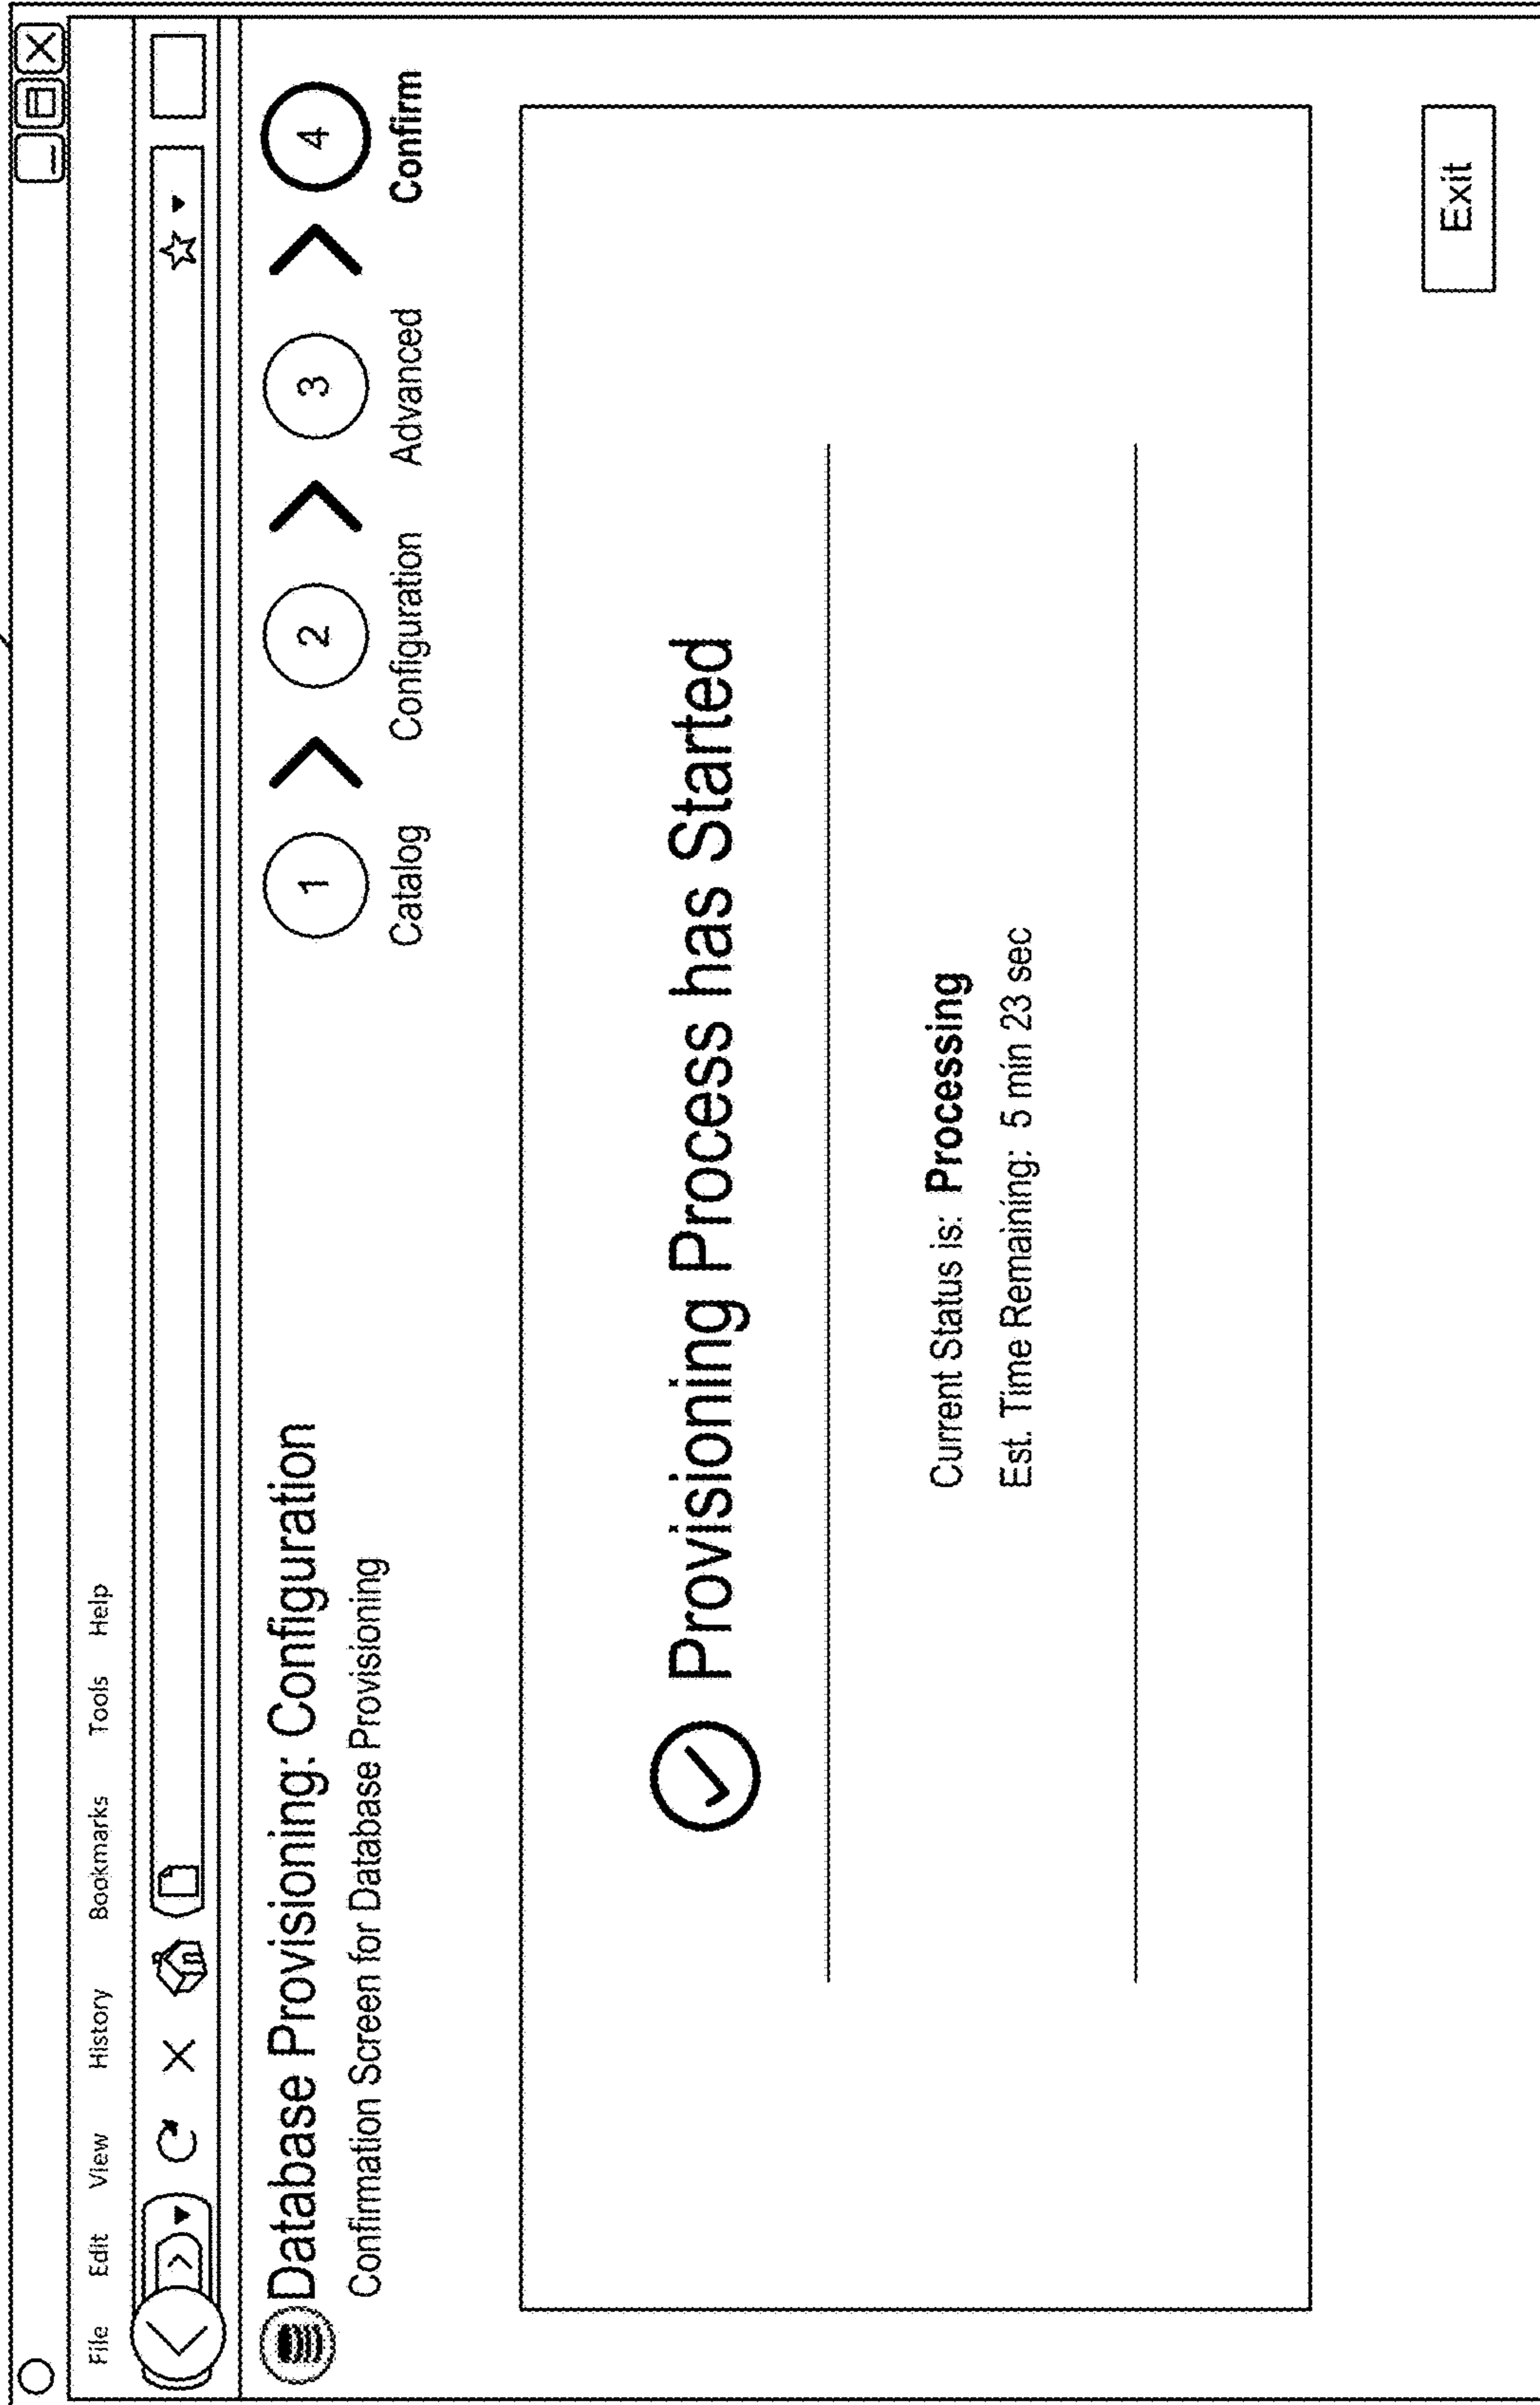 File Edit View History Bookmarks Tools Help
Database Provisioning: Configuration
Confirmation Screen for Database Provisioning
1 2 3 4
Catalog Configuration Advanced Confirm
Provisioning Process has Started
Current Status is: Processing
Est. Time Remaining: 5 min 23 sec
Exit